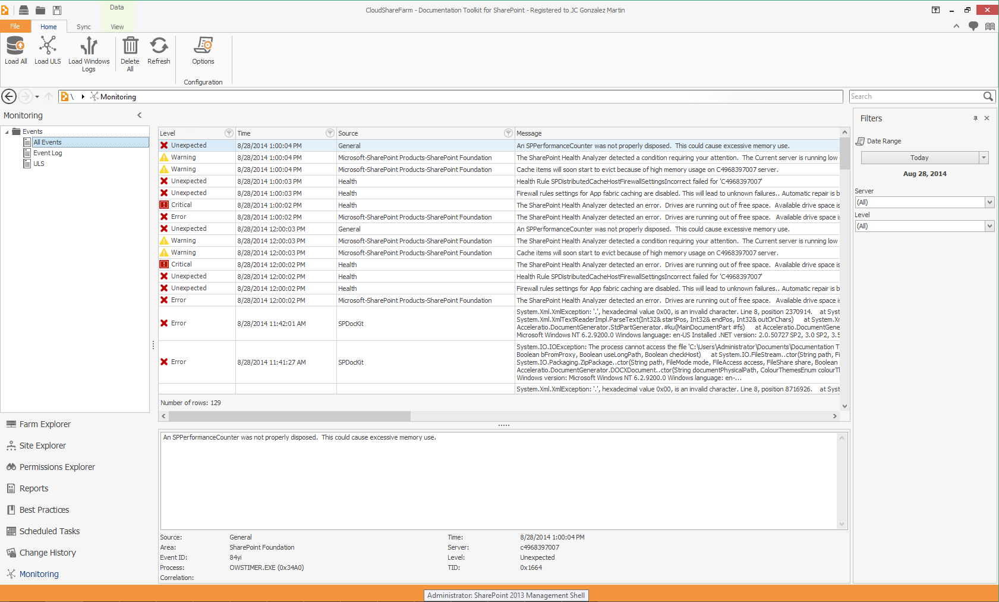 CloudShareFarm - Documentation Toolkit for SharePoint - Registered to JC Gonzalez Martin
Data
File Home Sync View
Load All Load ULS Load Windows Logs Delete All Refresh Options
Configuration
\ Monitoring
Search
Monitoring
Events
All Events
Event Log
ULS
Farm Explorer
Site Explorer
Permissions Explorer
Reports
Best Practices
Scheduled Tasks
Change History
Monitoring
Level Time Source Message
Unexpected 8/28/2014 1:00:04 PM General An SPPerformanceCounter was not properly disposed.  This could cause excessive memory use.
Warning 8/28/2014 1:00:04 PM Microsoft-SharePoint Products-SharePoint Foundation The SharePoint Health Analyzer detected a condition requiring your attention.  The Current server is running low
Warning 8/28/2014 1:00:04 PM Microsoft-SharePoint Products-SharePoint Foundation Cache items will soon start to evict because of high memory usage on C4968397007 server.
Unexpected 8/28/2014 1:00:03 PM Health Health Rule SPDistributedCacheHostFirewallSettingsIncorrect failed for 'C4968397007'
Unexpected 8/28/2014 1:00:03 PM Health Firewall rules settings for App fabric caching are disabled. This will lead to unknown failures.. Automatic repair is b
Critical 8/28/2014 1:00:02 PM Health The SharePoint Health Analyzer detected an error.  Drives are running out of free space.  Available drive space is
Error 8/28/2014 1:00:02 PM Microsoft-SharePoint Products-SharePoint Foundation The SharePoint Health Analyzer detected an error.  Drives are running out of free space.  Available drive space is
Unexpected 8/28/2014 12:00:03 PM General An SPPerformanceCounter was not properly disposed.  This could cause excessive memory use.
Warning 8/28/2014 12:00:03 PM Microsoft-SharePoint Products-SharePoint Foundation The SharePoint Health Analyzer detected a condition requiring your attention.  The Current server is running low
Warning 8/28/2014 12:00:03 PM Microsoft-SharePoint Products-SharePoint Foundation Cache items will soon start to evict because of high memory usage on C4968397007 server.
Critical 8/28/2014 12:00:02 PM Health The SharePoint Health Analyzer detected an error.  Drives are running out of free space.  Available drive space is
Unexpected 8/28/2014 12:00:02 PM Health Health Rule SPDistributedCacheHostFirewallSettingsIncorrect failed for 'C4968397007'
Unexpected 8/28/2014 12:00:02 PM Health Firewall rules settings for App fabric caching are disabled. This will lead to unknown failures.. Automatic repair is b
Error 8/28/2014 12:00:02 PM Microsoft-SharePoint Products-SharePoint Foundation The SharePoint Health Analyzer detected an error.  Drives are running out of free space.  Available drive space is
Error 8/28/2014 11:42:01 AM SPDocKit System.Xml.XmlException: '.', hexadecimal value 0x00, is an invalid character. Line 8, position 2370914.    at Syst
System.Xml.XmlTextReaderImpl.ParseText(Int32& startPos, Int32& endPos, Int32& outOrChars)    at System.Xm
Acceleratio.DocumentGenerator.StdPartGenerator.#ku(MainDocumentPart #fs)    at Acceleratio.DocumentGene
Microsoft Windows NT 6.2.9200.0 Windows language: en-US Installed .NET version: 2.0.50727 SP2, 3.0 SP2, 3.5
Error 8/28/2014 11:41:27 AM SPDocKit System.IO.IOException: The process cannot access the file 'C:\Users\Administrator\Documents\Documentation T
Boolean bFromProxy, Boolean useLongPath, Boolean checkHost)    at System.IO.FileStream..ctor(String path, Fi
System.IO.Packaging.ZipPackage..ctor(String path, FileMode mode, FileAccess access, FileShare share, Boolean
Acceleratio.DocumentGenerator.DOCXDocument..ctor(String documentPhysicalPath, ColourThemesEnum colourTh
Windows version: Microsoft Windows NT 6.2.9200.0 Windows language: en-...
System.Xml.XmlException: '.', hexadecimal value 0x00, is an invalid character. Line 8, position 8716926.    at Syst
Number of rows: 129
An SPPerformanceCounter was not properly disposed.  This could cause excessive memory use.
Source: General Time: 8/28/2014 1:00:04 PM
Area: SharePoint Foundation Server: c4968397007
Event ID: 84yi Level: Unexpected
Process: OWSTIMER.EXE (0x34A0) TID: 0x1664
Correlation:
Filters
Date Range
Today
Aug 28, 2014
Server
(All)
Level
(All)
Administrator: SharePoint 2013 Management Shell